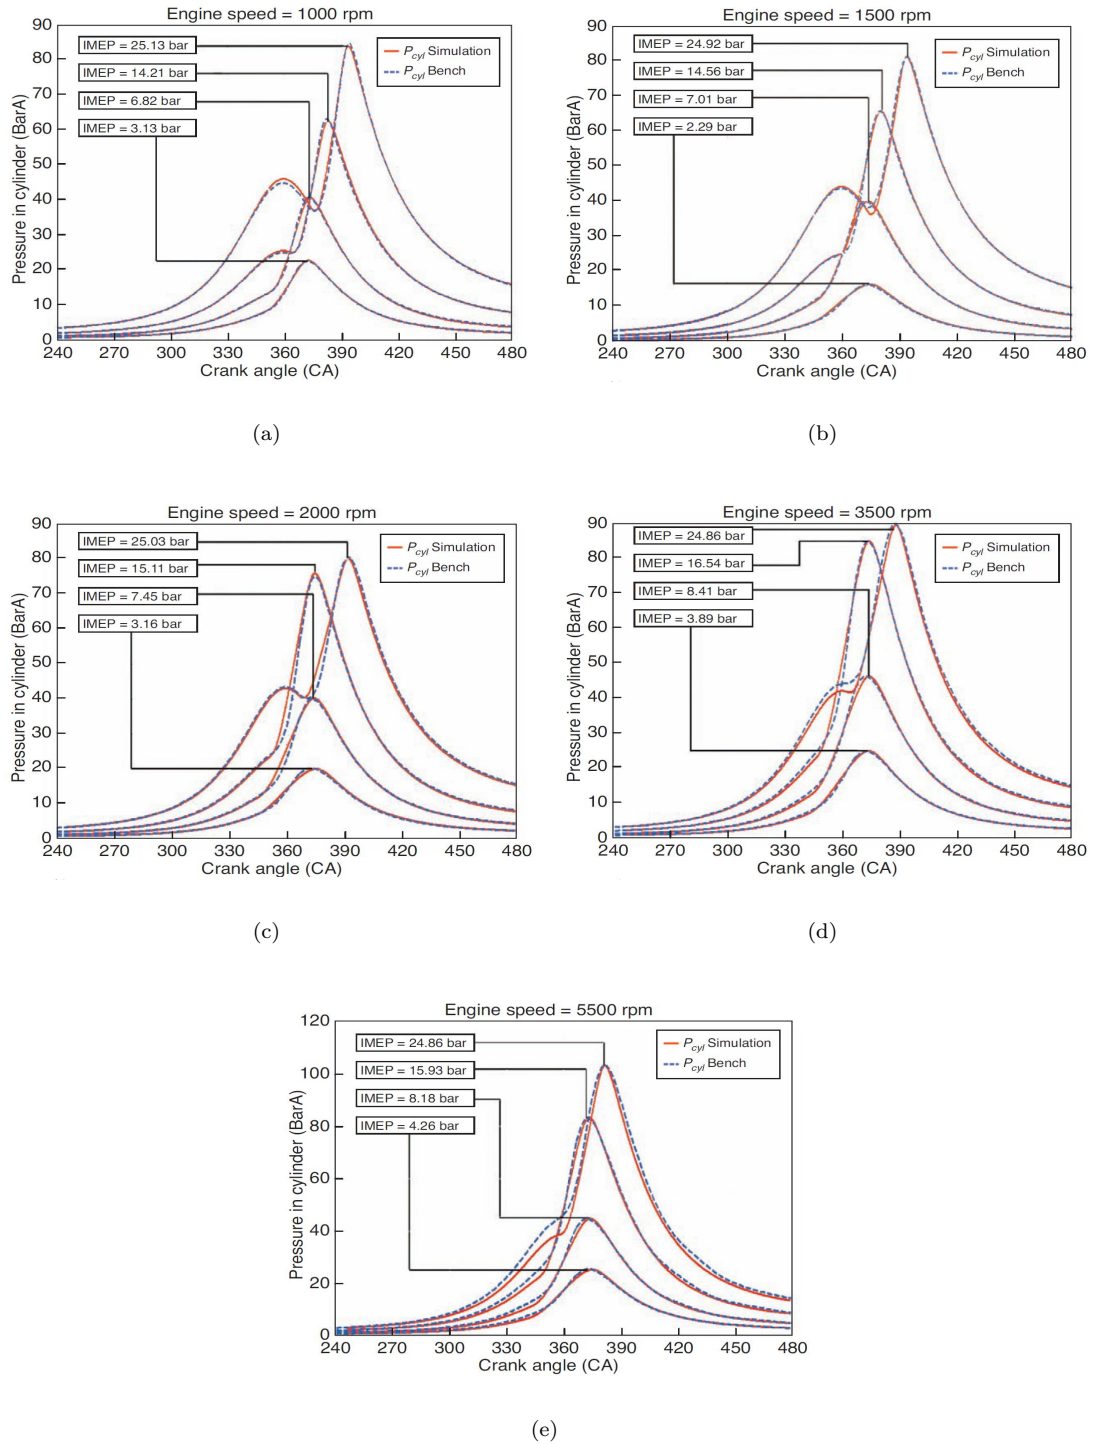 Engine speed = 1000 rpm
90
80
70
60
50
40
30
20
10
0
Pressure in cylinder (BarA)
IMEP = 25.13 bar
IMEP = 14.21 bar
IMEP = 6.82 bar
IMEP = 3.13 bar
Pcyl Simulation
Pcyl Bench
240 270 300 330 360 390 420 450 480
Crank angle (CA)
(a)
Engine speed = 1500 rpm
90
80
70
60
50
40
30
20
10
0
Pressure in cylinder (BarA)
IMEP = 24.92 bar
IMEP = 14.56 bar
IMEP = 7.01 bar
IMEP = 2.29 bar
Pcyl Simulation
Pcyl Bench
240 270 300 330 360 390 420 450 480
Crank angle (CA)
(b)
Engine speed = 2000 rpm
90
80
70
60
50
40
30
20
10
0
Pressure in cylinder (BarA)
IMEP = 25.03 bar
IMEP = 15.11 bar
IMEP = 7.45 bar
IMEP = 3.16 bar
Pcyl Simulation
Pcyl Bench
240 270 300 330 360 390 420 450 480
Crank angle (CA)
(c)
Engine speed = 3500 rpm
90
80
70
60
50
40
30
20
10
0
Pressure in cylinder (BarA)
IMEP = 24.86 bar
IMEP = 16.54 bar
IMEP = 8.41 bar
IMEP = 3.89 bar
Pcyl Simulation
Pcyl Bench
240 270 300 330 360 390 420 450 480
Crank angle (CA)
(d)
Engine speed = 5500 rpm
120
100
80
60
40
20
0
Pressure in cylinder (BarA)
IMEP = 24.86 bar
IMEP = 15.93 bar
IMEP = 8.18 bar
IMEP = 4.26 bar
Pcyl Simulation
Pcyl Bench
240 270 300 330 360 390 420 450 480
Crank angle (CA)
(e)